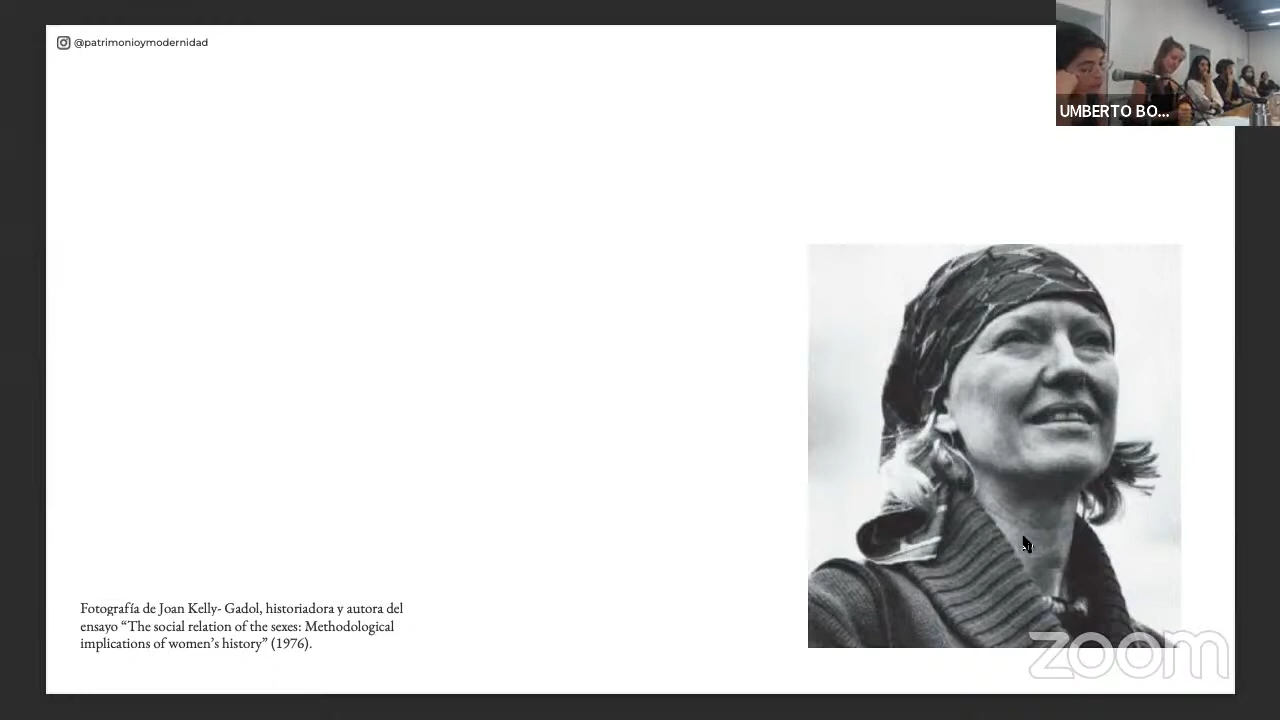 @patrimonioymodernidad
UMBERTO BO...
Fotografía de Joan Kelly- Gadol, historiadora y autora del
ensayo “The social relation of the sexes: Methodological
implications of women’s history” (1976).
zoom